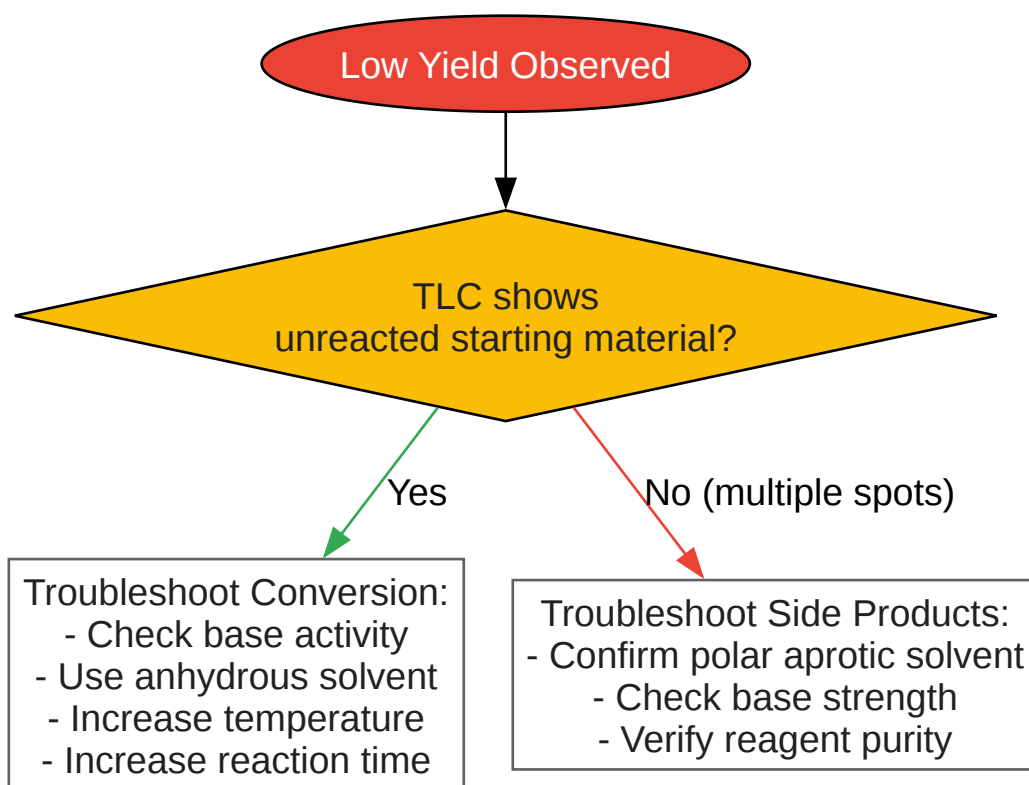 Low Yield Observed
TLC shows
unreacted starting material?
Yes
No (multiple spots)
Troubleshoot Conversion:
- Check base activity
- Use anhydrous solvent
- Increase temperature
- Increase reaction time
Troubleshoot Side Products:
- Confirm polar aprotic solvent
- Check base strength
- Verify reagent purity